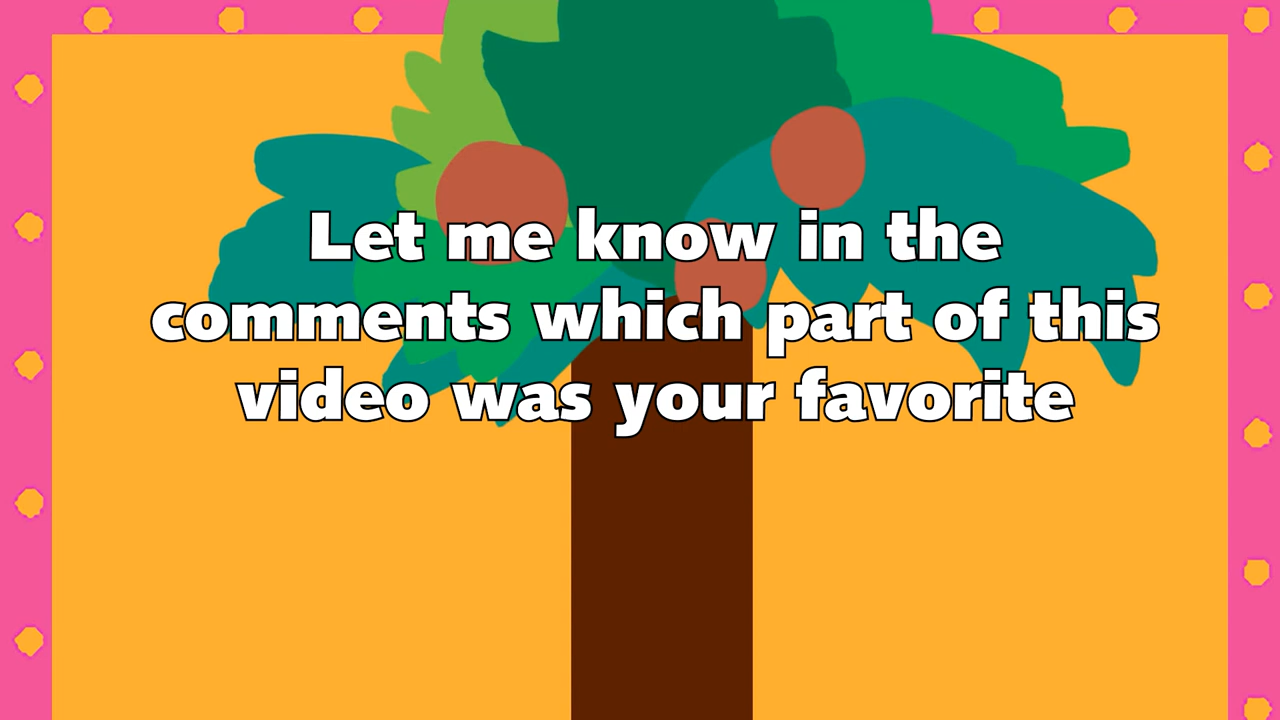 Let me know in the
comments which part of this
video was your favorite